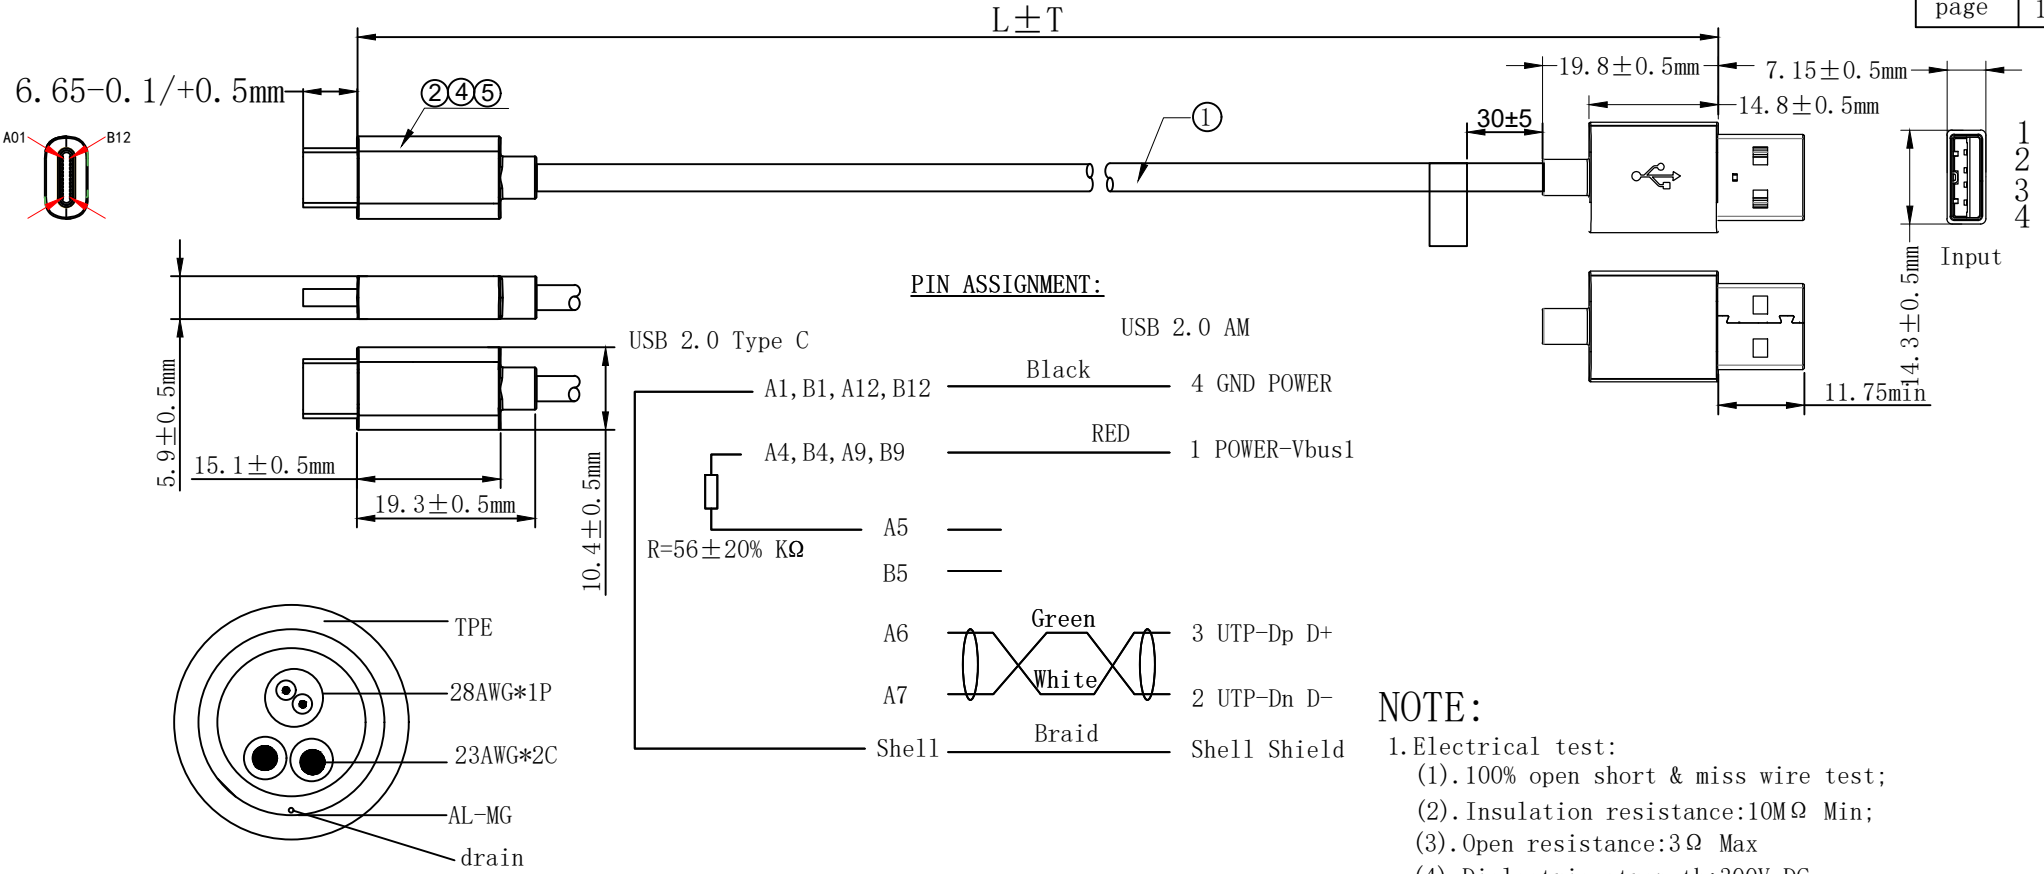 page 1
L±T
6.65-0.1/+0.5mm
②④⑤
①
30±5
19.8±0.5mm
7.15±0.5mm
14.8±0.5mm
A01
B12
1
2
3
4
Input
14.3±0.5mm
11.75min
5.9±0.5mm
15.1±0.5mm
19.3±0.5mm
10.4±0.5mm
PIN ASSIGNMENT:
USB 2.0 Type C
USB 2.0 AM
A1,B1,A12,B12 Black 4 GND POWER
A4,B4,A9,B9 RED 1 POWER-Vbus1
A5
R=56±20% KΩ
B5
A6 Green 3 UTP-Dp D+
A7 White 2 UTP-Dn D-
Shell Braid Shell Shield
TPE
28AWG*1P
23AWG*2C
AL-MG
drain
NOTE:
1.Electrical test:
(1).100% open short & miss wire test;
(2).Insulation resistance:10MΩ Min;
(3).Open resistance:3Ω Max